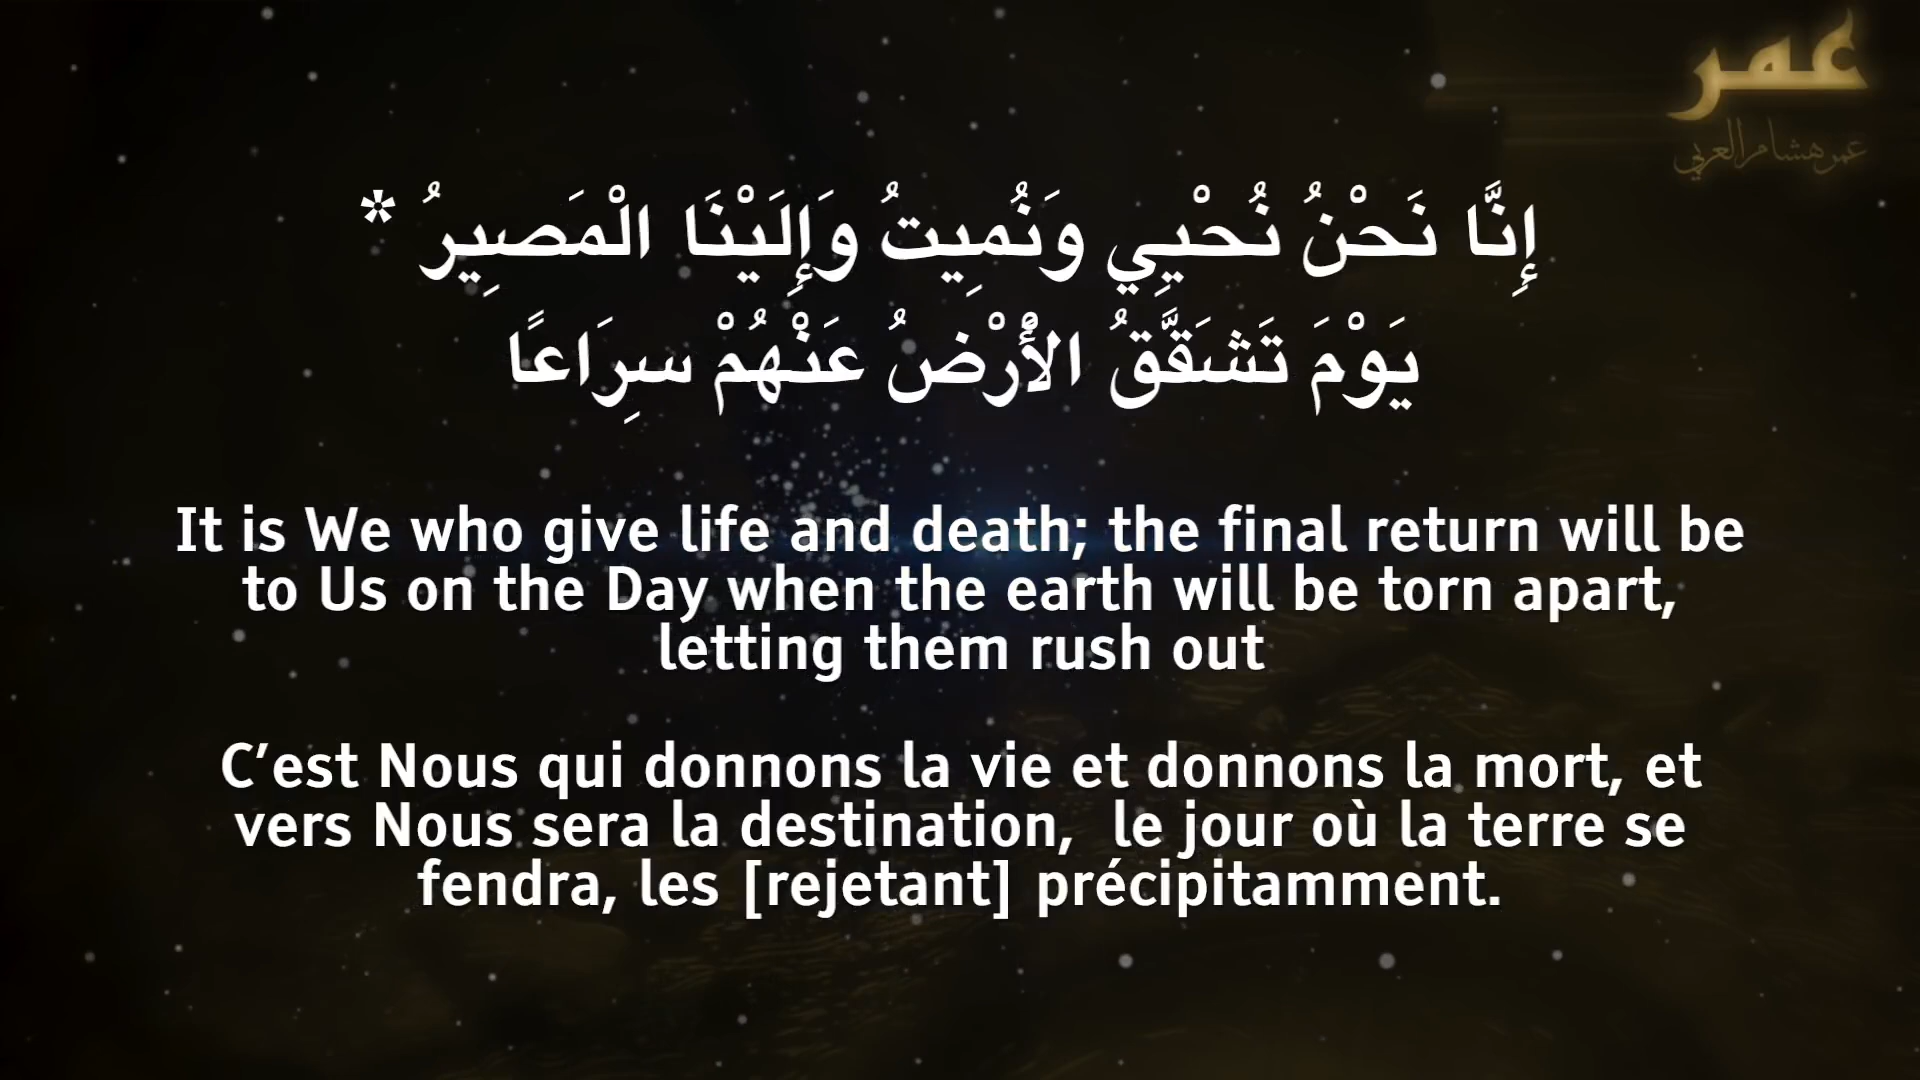 عمر
عمر هشام العربي
إِنَّا نَحْنُ نُحْيِي وَنُمِيتُ وَإِلَيْنَا الْمَصِيرُ *
يَوْمَ تَشَقَّقُ الْأَرْضُ عَنْهُمْ سِرَاعًا
It is We who give life and death; the final return will be
to Us on the Day when the earth will be torn apart,
letting them rush out
C’est Nous qui donnons la vie et donnons la mort, et
vers Nous sera la destination,  le jour où la terre se
fendra, les [rejetant] précipitamment.